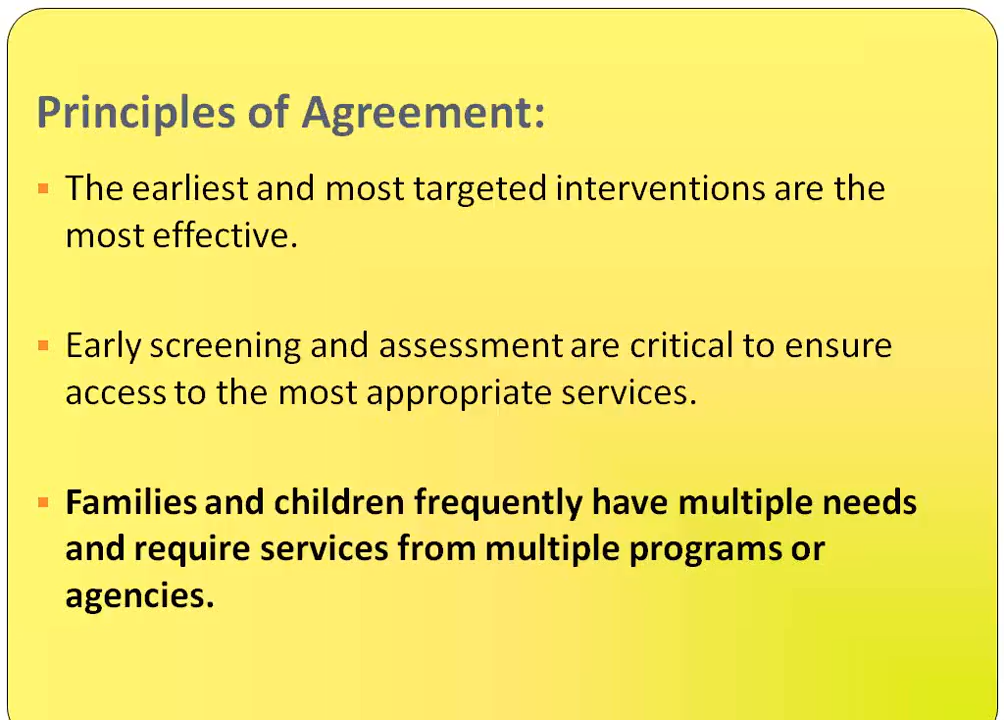 Principles of Agreement:
The earliest and most targeted interventions are the
most effective.
Early screening and assessment are critical to ensure
access to the most appropriate services.
Families and children frequently have multiple needs
and require services from multiple programs or
agencies.